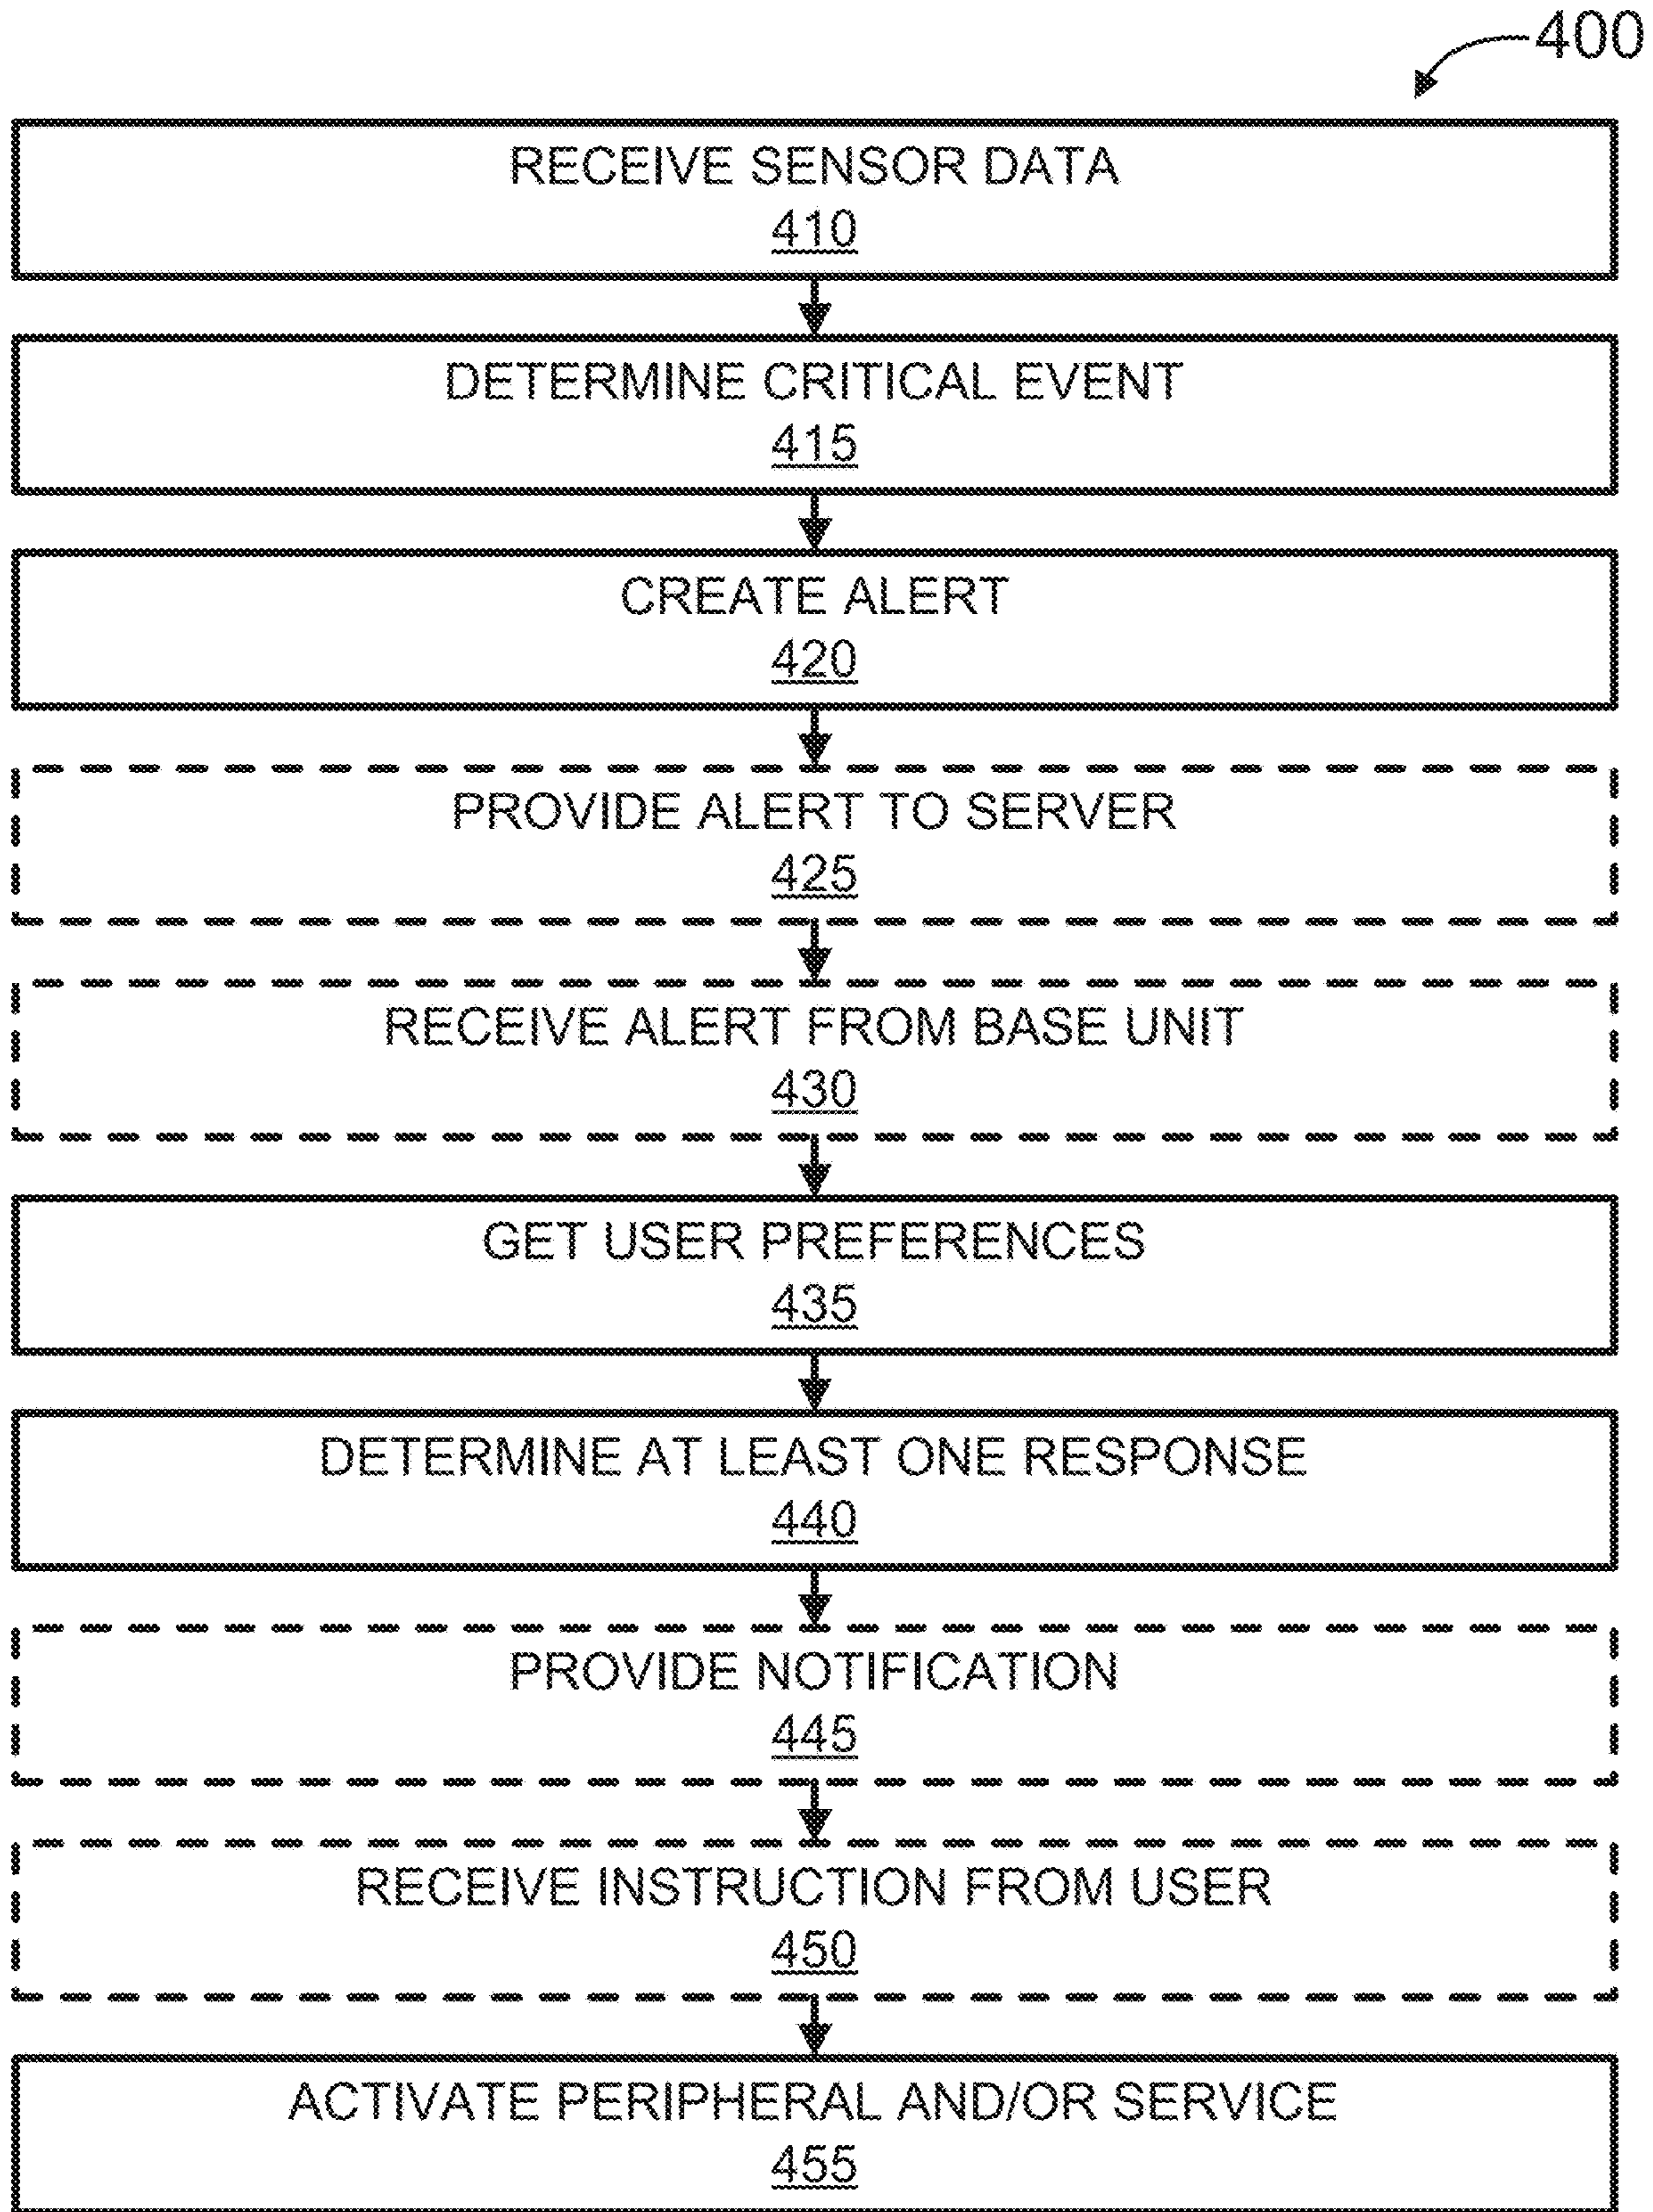 400
RECEIVE SENSOR DATA
410
DETERMINE CRITICAL EVENT
415
CREATE ALERT
420
PROVIDE ALERT TO SERVER
425
RECEIVE ALERT FROM BASE UNIT
430
GET USER PREFERENCES
435
DETERMINE AT LEAST ONE RESPONSE
440
PROVIDE NOTIFICATION
445
RECEIVE INSTRUCTION FROM USER
450
ACTIVATE PERIPHERAL AND/OR SERVICE
455